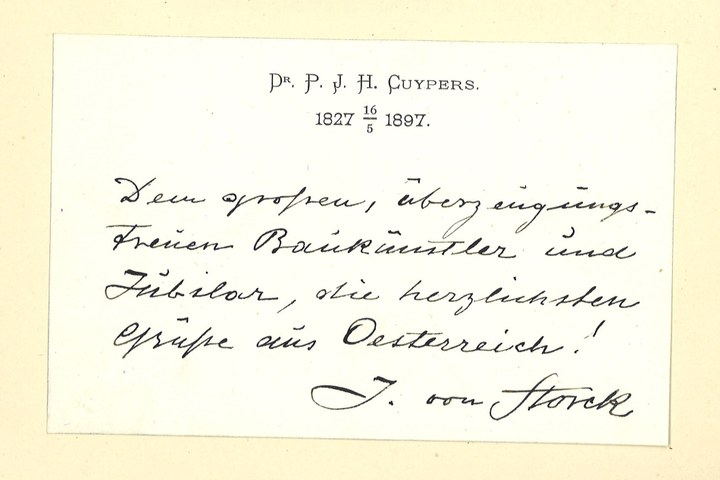 Dr. P. J. H. Cuypers.
1827 16/5 1897.
Dem großen, überzeugungs-
treuen Baukünstler und
Jubilar, die herzlichsten
Grüße aus Oesterreich!
J. von Storck